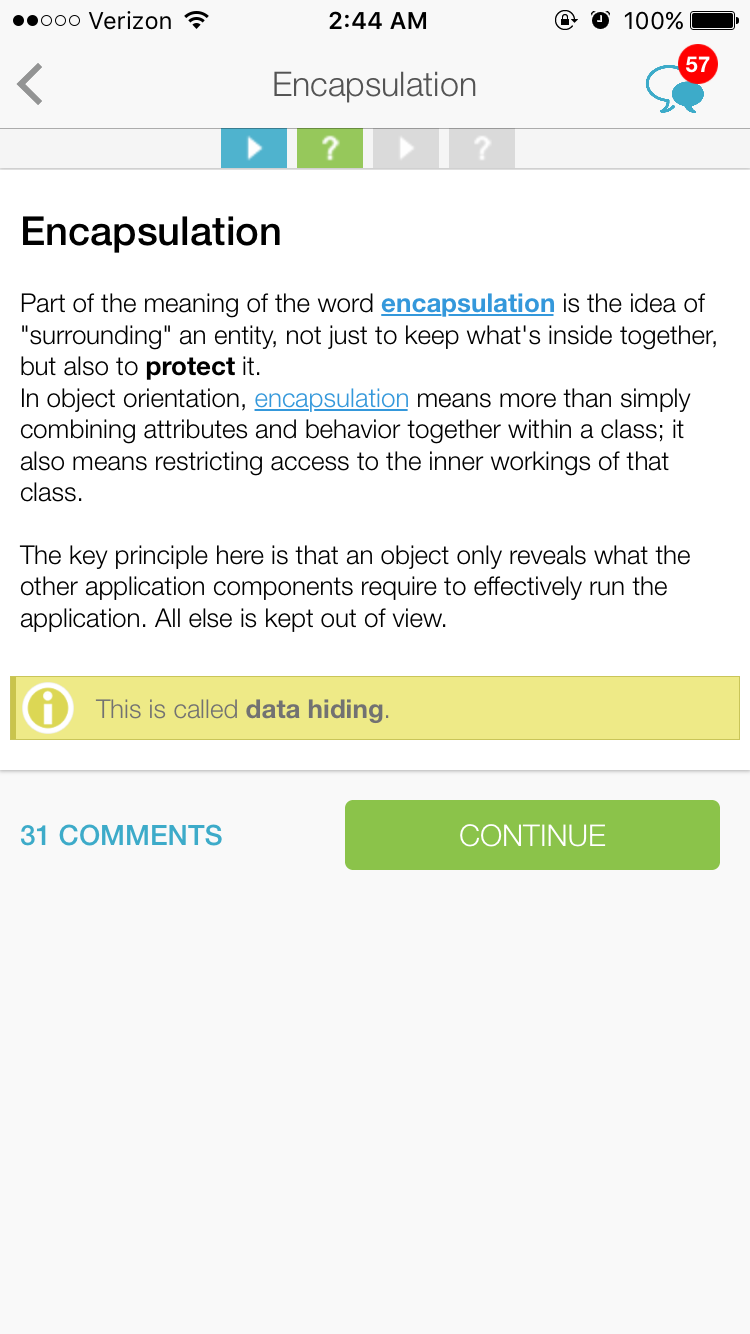 Verizon 2:44 AM 100%
Encapsulation 57
? ?
Encapsulation
Part of the meaning of the word encapsulation is the idea of
"surrounding" an entity, not just to keep what's inside together,
but also to protect it.
In object orientation, encapsulation means more than simply
combining attributes and behavior together within a class; it
also means restricting access to the inner workings of that
class.
The key principle here is that an object only reveals what the
other application components require to effectively run the
application. All else is kept out of view.
This is called data hiding.
31 COMMENTS CONTINUE